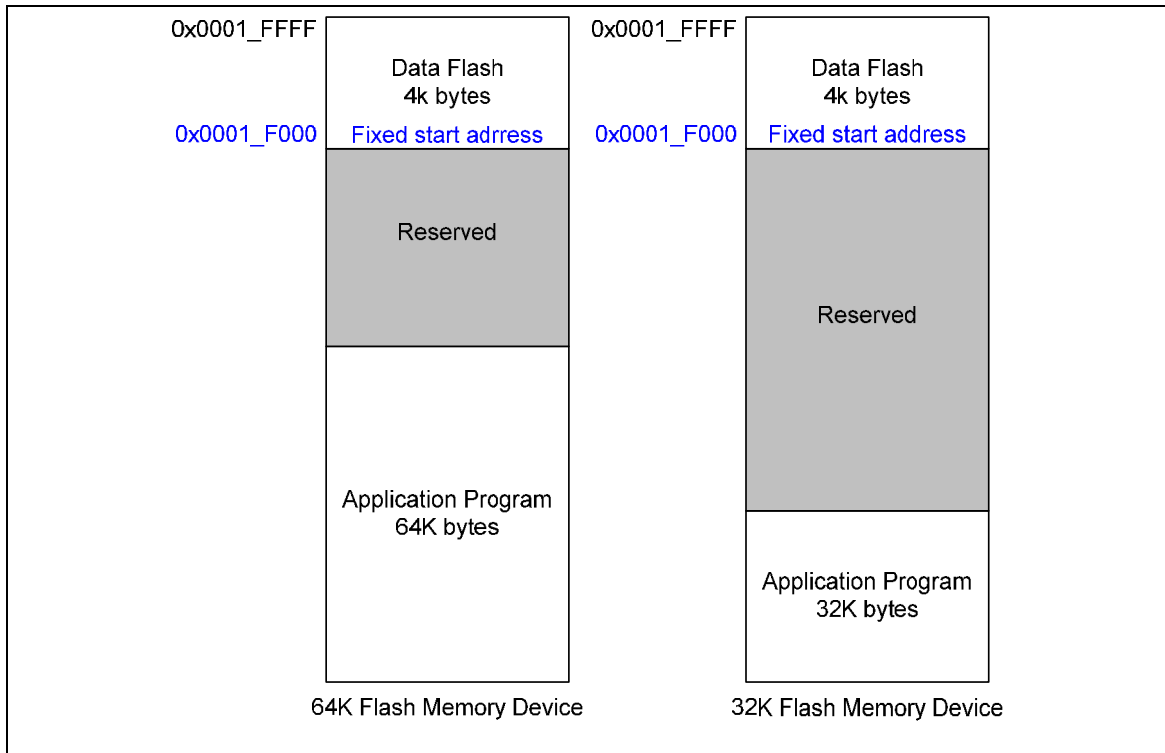 0x0001_FFFF
Data Flash
4k bytes
0x0001_F000
Fixed start adrress
Reserved
Application Program
64K bytes
64K Flash Memory Device
0x0001_FFFF
Data Flash
4k bytes
0x0001_F000
Fixed start address
Reserved
Application Program
32K bytes
32K Flash Memory Device